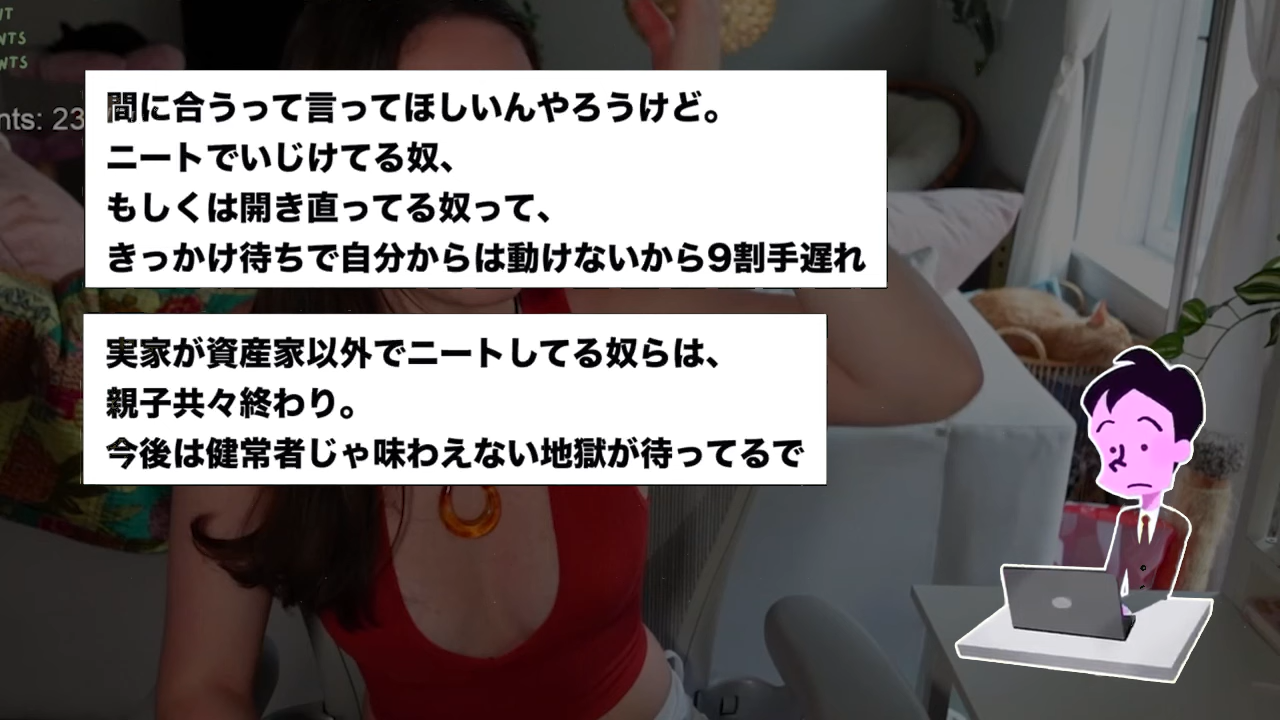 NTS
NTS
nts: 23
間に合うって言ってほしいんやろうけど。
ニートでいじけてる奴、
もしくは開き直ってる奴って、
きっかけ待ちで自分からは動けないから9割手遅れ
実家が資産家以外でニートしてる奴らは、
親子共々終わり。
今後は健常者じゃ味わえない地獄が待ってるで